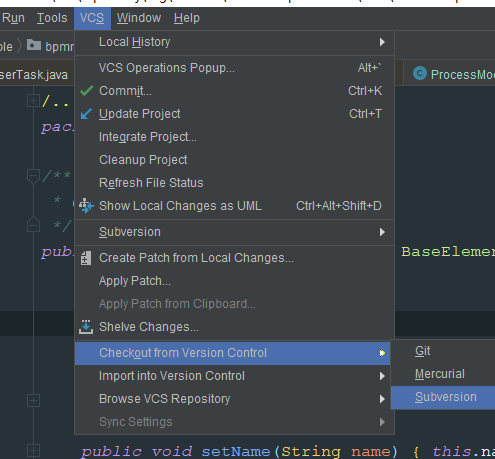 Run Tools VCS Window Help
ble bpmn
Local History
serTask.java
VCS Operations Popup... Alt+`
ProcessMod
/..
Commit... Ctrl+K
Update Project Ctrl+T
pac
Integrate Project...
Cleanup Project
/**
Refresh File Status
*
Show Local Changes as UML Ctrl+Alt+Shift+D
*/
Subversion
pub
BaseElemen
Create Patch from Local Changes...
Apply Patch...
Apply Patch from Clipboard...
Shelve Changes...
Checkout from Version Control
Git
Import into Version Control
Mercurial
Browse VCS Repository
Subversion
Sync Settings
public void setName(String name) { this.na